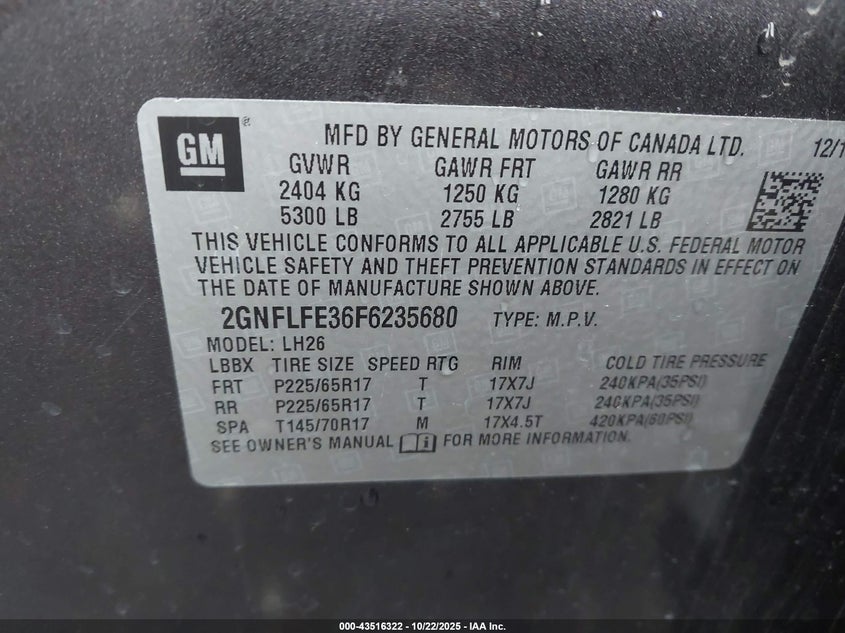 GM ®
MFD BY GENERAL MOTORS OF CANADA LTD. 12/1
GVWR GAWR FRT GAWR RR
2404 KG 1250 KG 1280 KG
5300 LB 2755 LB 2821 LB
THIS VEHICLE CONFORMS TO ALL APPLICABLE U.S. FEDERAL MOTOR
VEHICLE SAFETY AND THEFT PREVENTION STANDARDS IN EFFECT ON
THE DATE OF MANUFACTURE SHOWN ABOVE.
2GNFLFE36F6235680 TYPE: M.P.V.
MODEL: LH26
LBBX TIRE SIZE SPEED RTG RIM COLD TIRE PRESSURE
FRT P225/65R17 T 17X7J 240KPA(35PSI)
RR P225/65R17 T 17X7J 240KPA(35PSI)
SPA T145/70R17 M 17X4.5T 420KPA(60PSI)
SEE OWNER'S MANUAL FOR MORE INFORMATION.
000-43516322 - 10/22/2025 - IAA Inc.